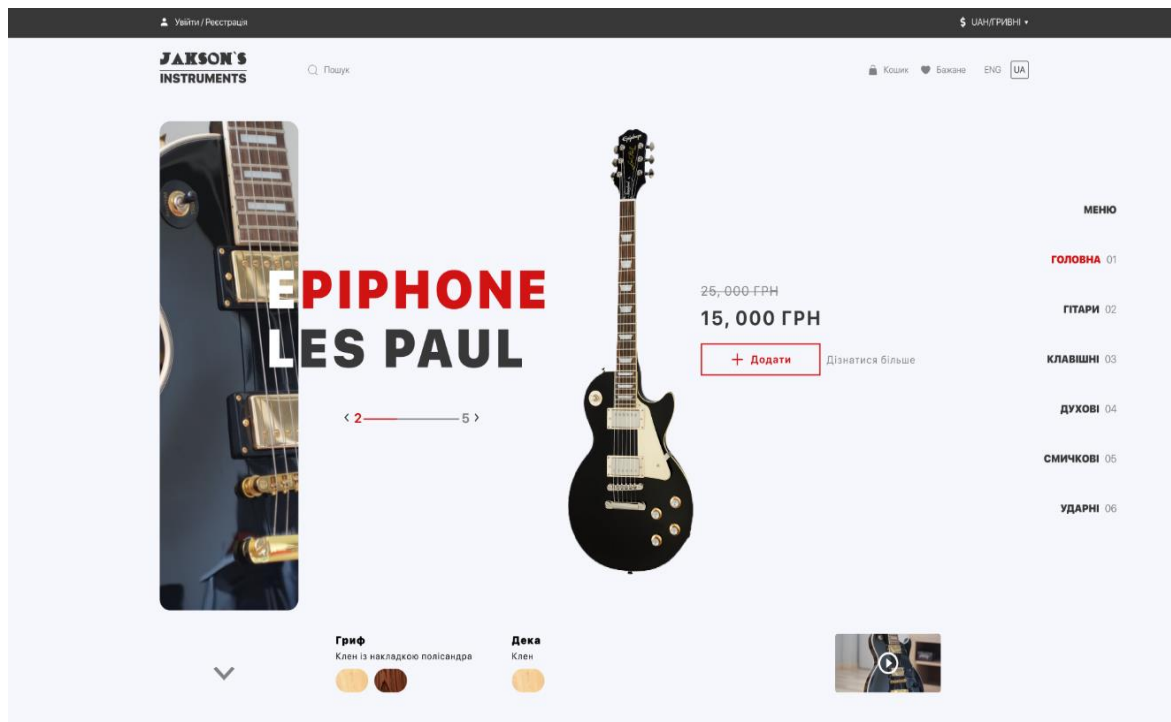 Увійти / Реєстрація
$ UAH/ГРИВНІ
JAKSON`S
INSTRUMENTS
Пошук
Кошик
Бажане
ENG
UA
МЕНЮ
ГОЛОВНА 01
ГІТАРИ 02
КЛАВІШНІ 03
ДУХОВІ 04
СМИЧКОВІ 05
УДАРНІ 06
EPIPHONE
LES PAUL
< 2 5 >
25, 000 ГРН
15, 000 ГРН
+ Додати
Дізнатися більше
Гриф
Клен із накладкою полісандра
Дека
Клен